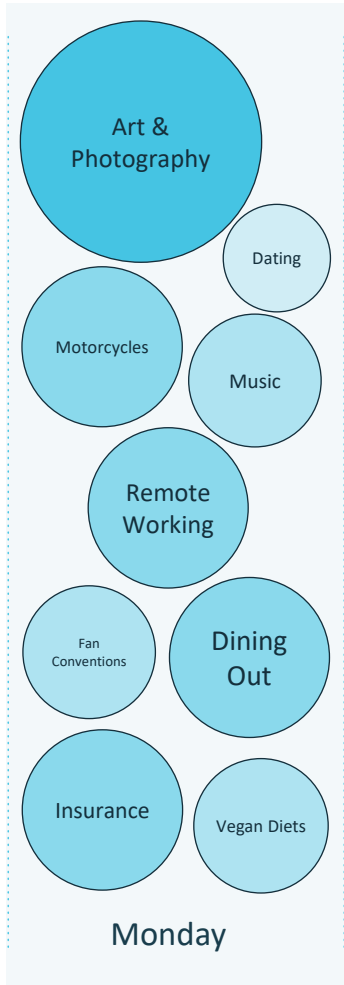 Art &
Photography
Dating
Motorcycles
Music
Remote
Working
Fan
Conventions
Dining
Out
Insurance
Vegan Diets
Monday